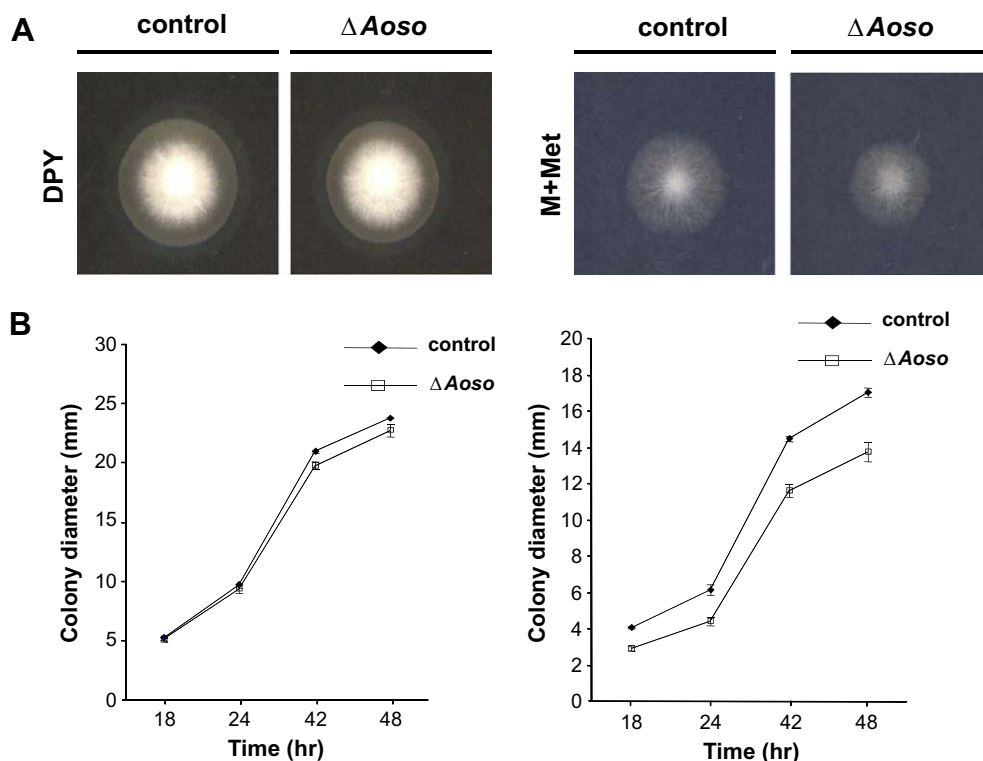 A
control
ΔAoso
control
ΔAoso
DPY
M+Met
B
control
ΔAoso
30
25
20
15
10
5
0
Colony diameter (mm)
18
24
42
48
Time (hr)
control
ΔAoso
20
18
16
14
12
10
8
6
4
2
0
Colony diameter (mm)
18
24
42
48
Time (hr)